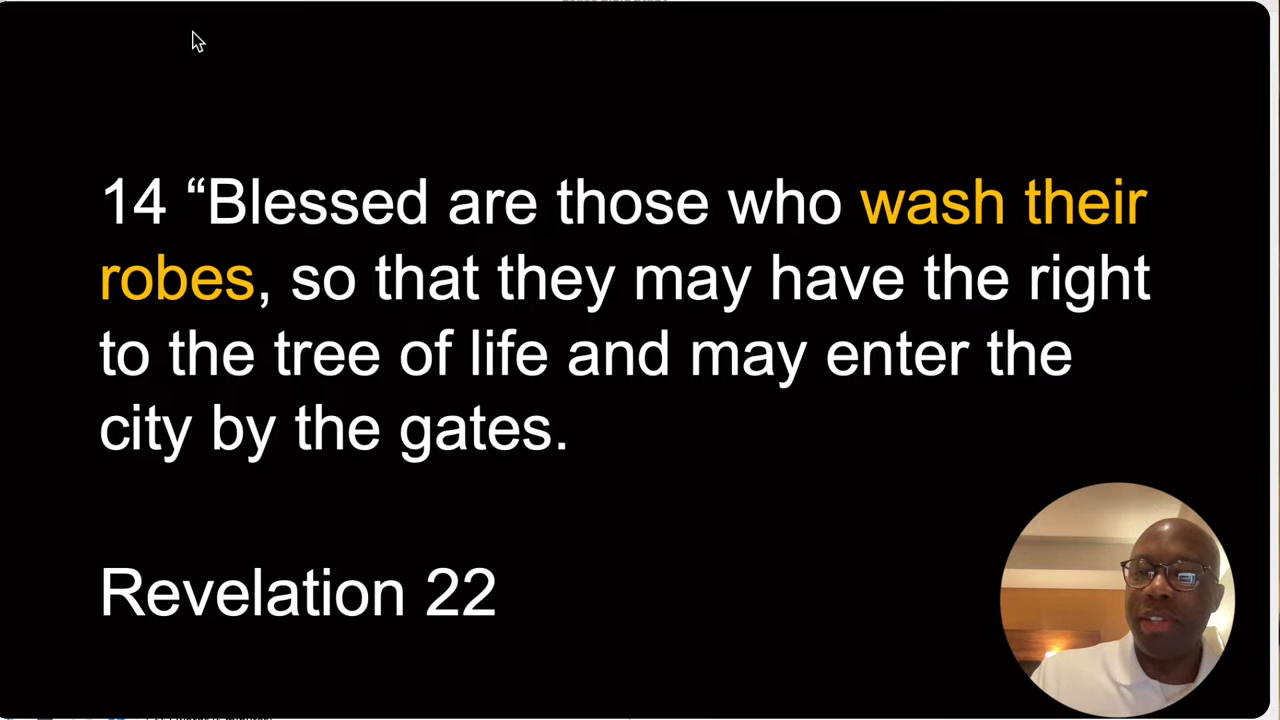 14 “Blessed are those who wash their
robes, so that they may have the right
to the tree of life and may enter the
city by the gates.
Revelation 22